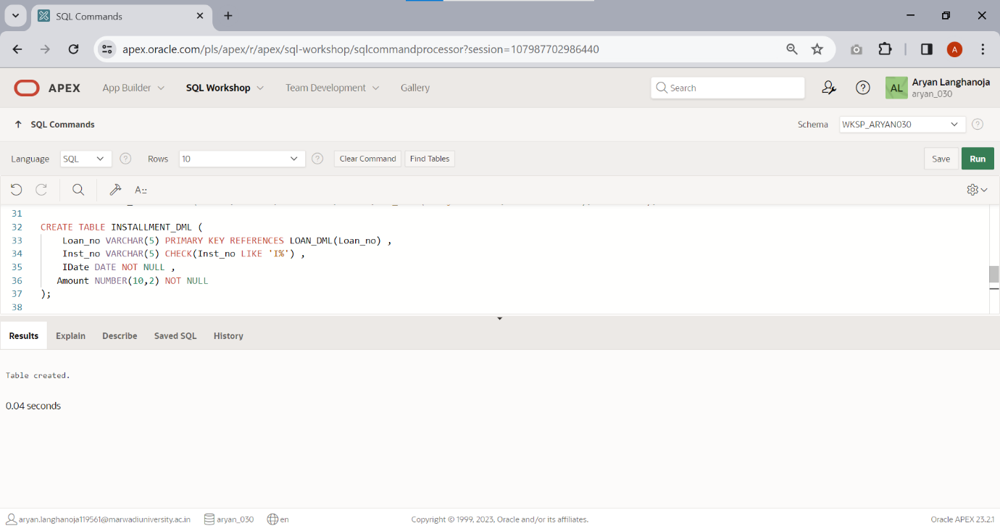 SQL Commands
apex.oracle.com/pls/apex/r/apex/sql-workshop/sqlcommandprocessor?session=107987702986440
A
APEX App Builder SQL Workshop Team Development Gallery Search AL Aryan Langhanoja
aryan_030
SQL Commands Schema WKSP_ARYAN030
Language SQL Rows 10 Clear Command Find Tables Save Run
31
32 CREATE TABLE INSTALLMENT_DML (
33 Loan_no VARCHAR(5) PRIMARY KEY REFERENCES LOAN_DML(Loan_no) ,
34 Inst_no VARCHAR(5) CHECK(Inst_no LIKE 'I%') ,
35 IDate DATE NOT NULL ,
36 Amount NUMBER(10,2) NOT NULL
37 );
38
Results Explain Describe Saved SQL History
Table created.
0.04 seconds
aryan.langhanoja119561@marwadiuniversity.ac.in aryan_030 en Copyright © 1999, 2023, Oracle and/or its affiliates. Oracle APEX 23.2.1